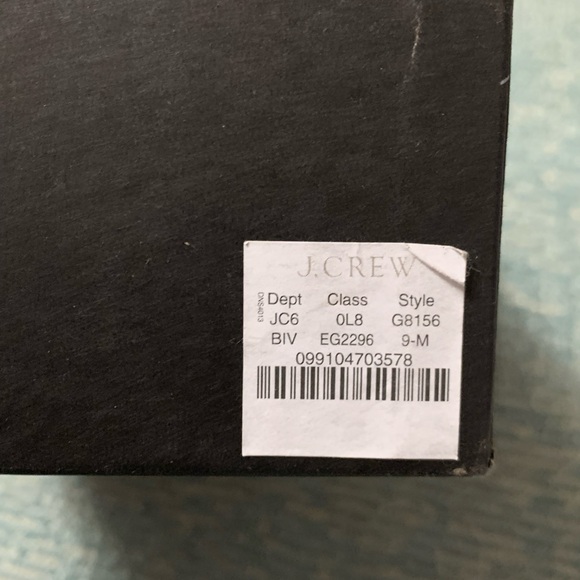 J.CREW
Dept Class Style
JC6 0L8 G8156
BIV EG2296 9-M
099104703578